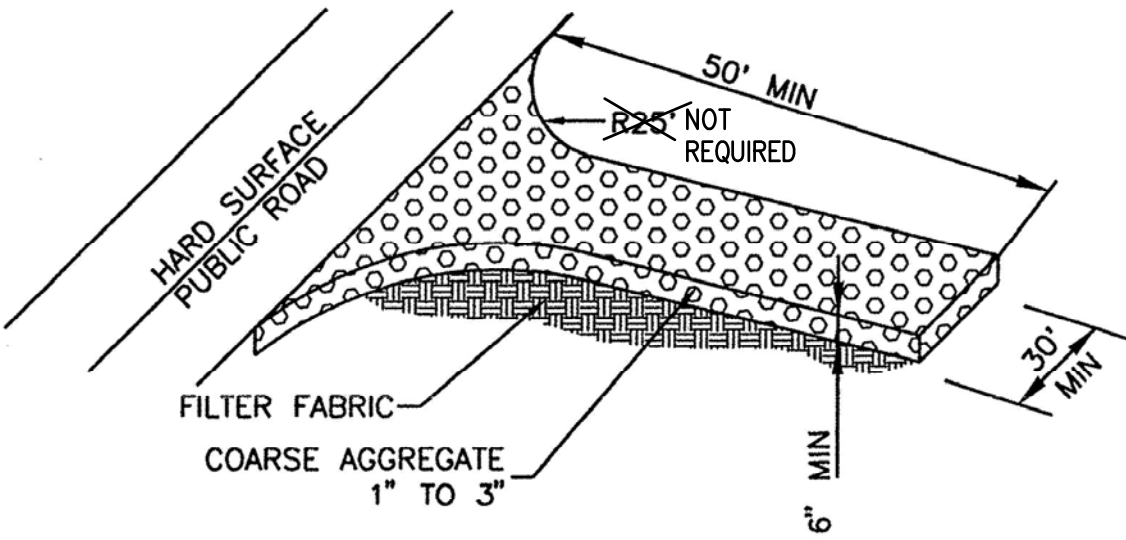 50' MIN
R25' NOT
REQUIRED
HARD SURFACE
PUBLIC ROAD
30'
MIN
FILTER FABRIC
COARSE AGGREGATE
1" TO 3"
6" MIN